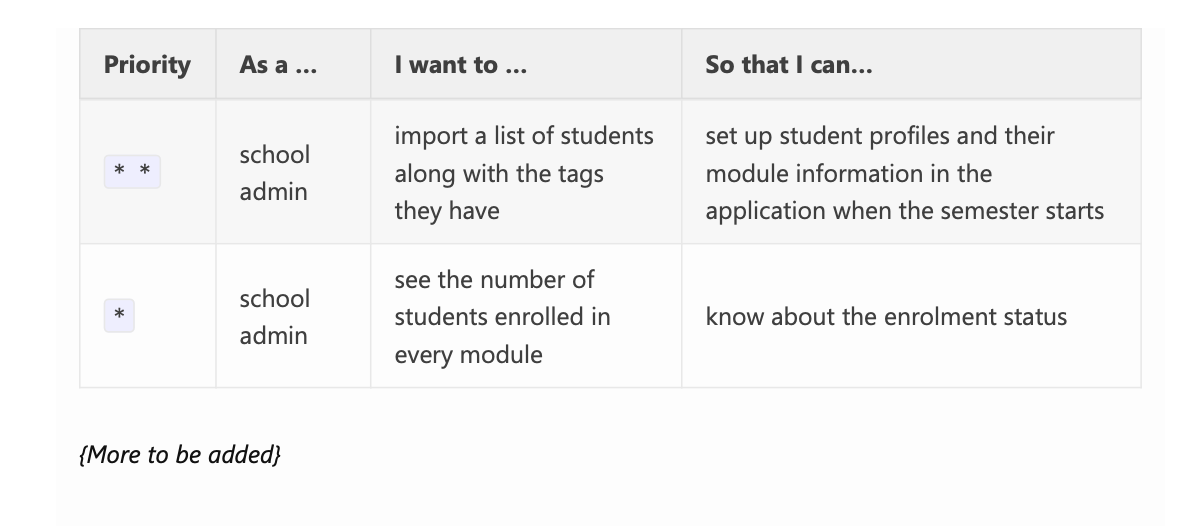 Priority As a ... I want to ... So that I can...
import a list of students set up student profiles and their
* * school along with the tags module information in the
admin they have application when the semester starts
see the number of
* school students enrolled in know about the enrolment status
admin every module
{More to be added}